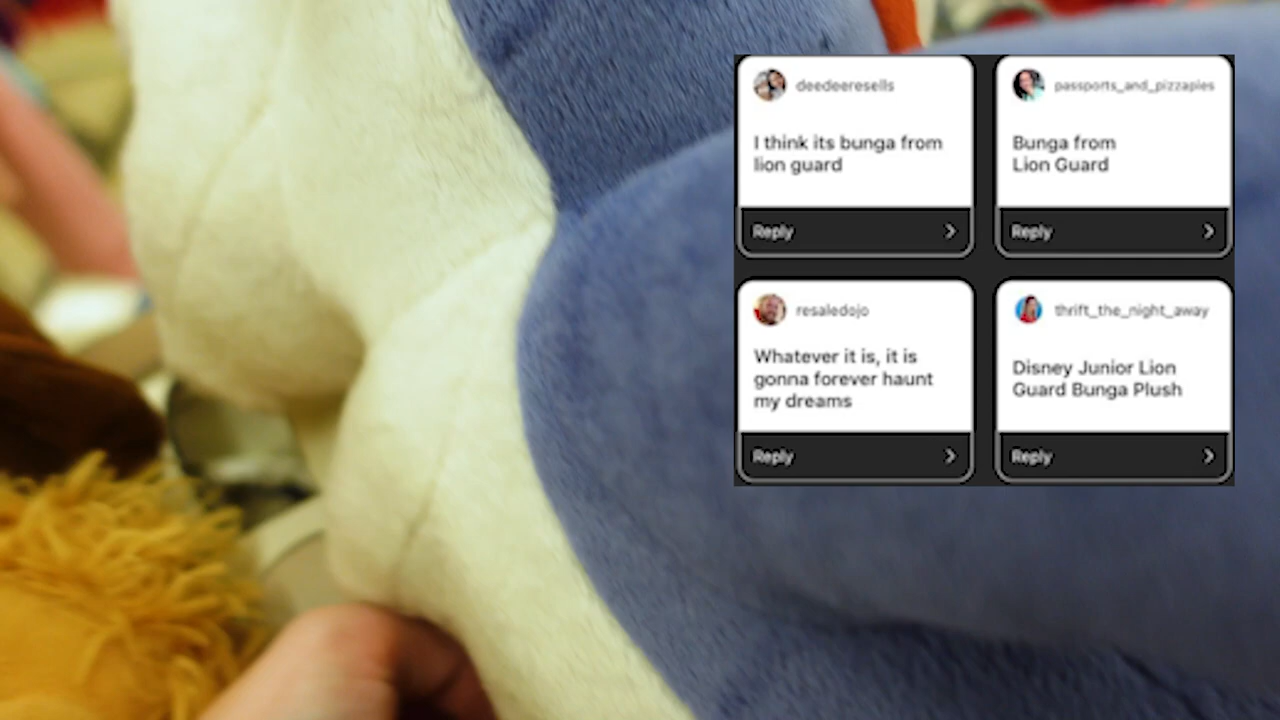 deedeeresells
I think its bunga from
lion guard
Reply
passports_and_pizzapies
Bunga from
Lion Guard
Reply
resaledojo
Whatever it is, it is
gonna forever haunt
my dreams
Reply
thrift_the_night_away
Disney Junior Lion
Guard Bunga Plush
Reply